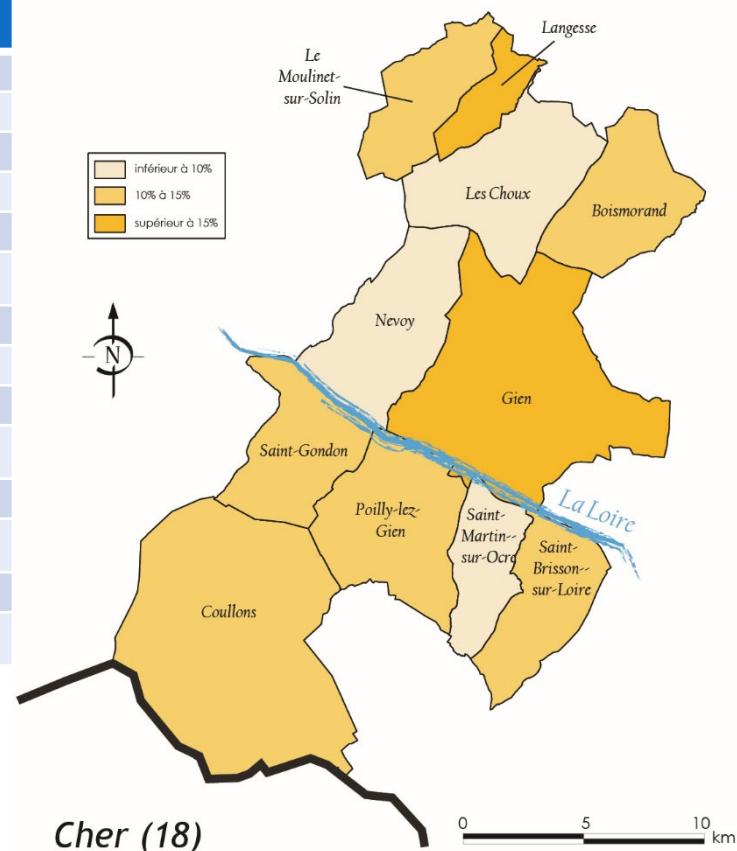 Le
Moulinet-
sur-Solin
Langesse
inférieur à 10%
10% à 15%
supérieur à 15%
Les Choux
Boismorand
Nevoy
N
Gien
Saint-Gondon
Poilly-lez-
Gien
Saint-
Martin--
sur-Ocre
La Loire
Saint-
Brisson--
sur-Loire
Coullons
Cher (18)
0 5 10
km